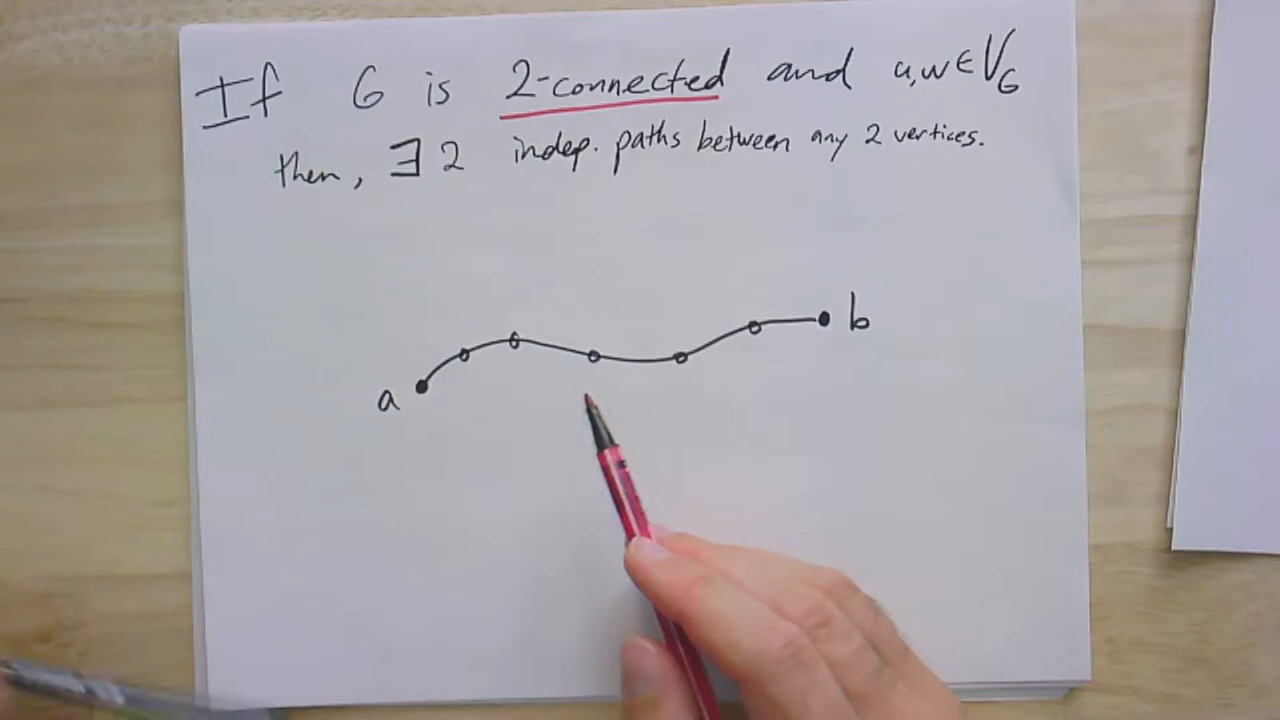 If G is 2-connected and u,w∈V_G
then, ∃ 2 indep. paths between any 2 vertices.
b
a